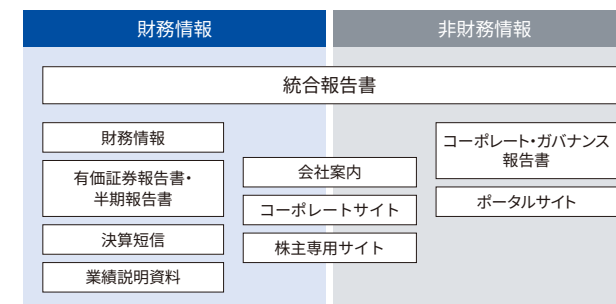 財務情報
非財務情報
統合報告書
財務情報
有価証券報告書・
半期報告書
決算短信
業績説明資料
会社案内
コーポレートサイト
株主専用サイト
コーポレート・ガバナンス
報告書
ポータルサイト